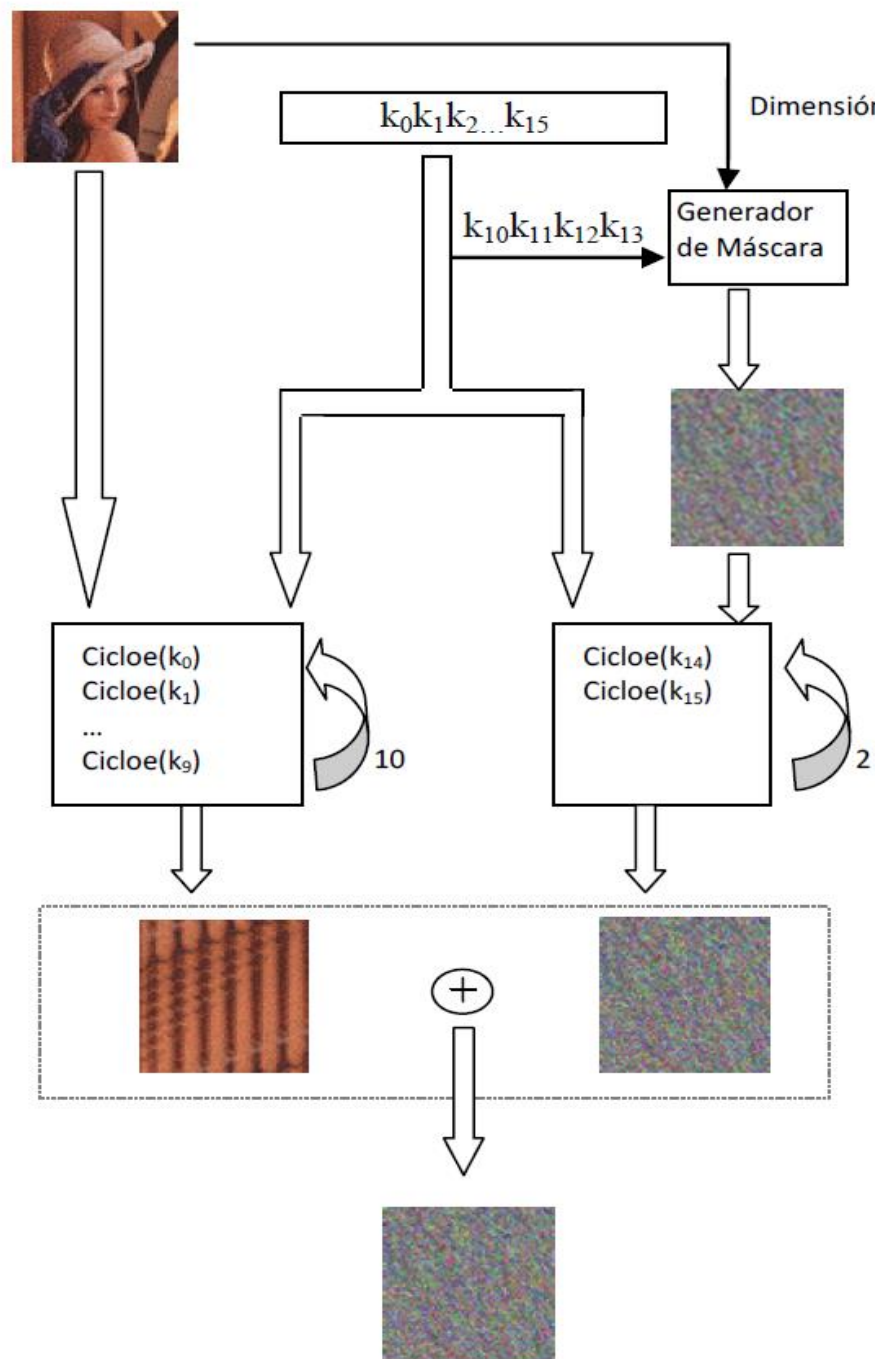 k₀k₁k₂...k₁₅
Dimensión
k₁₀k₁₁k₁₂k₁₃
Generador
de Máscara
Cicloe(k₀)
Cicloe(k₁)
...
Cicloe(k₉)
10
Cicloe(k₁₄)
Cicloe(k₁₅)
2
+